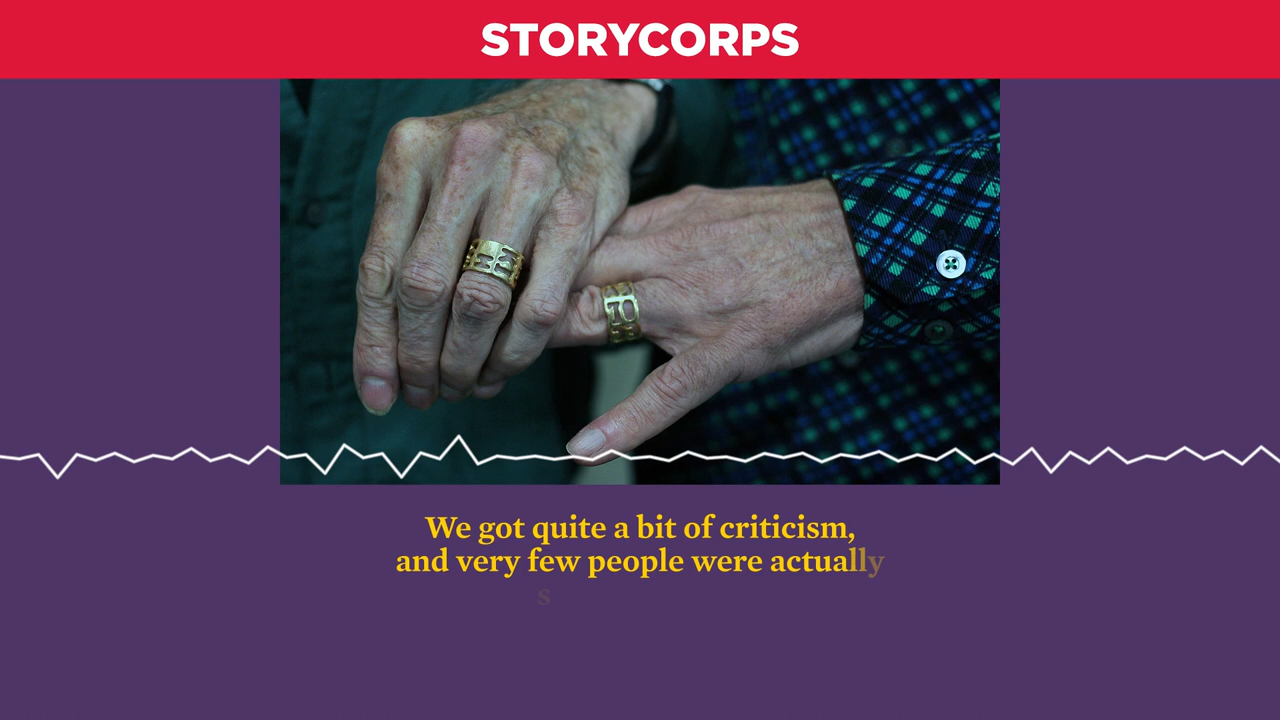 STORYCORPS
We got quite a bit of criticism,
and very few people were actually
s